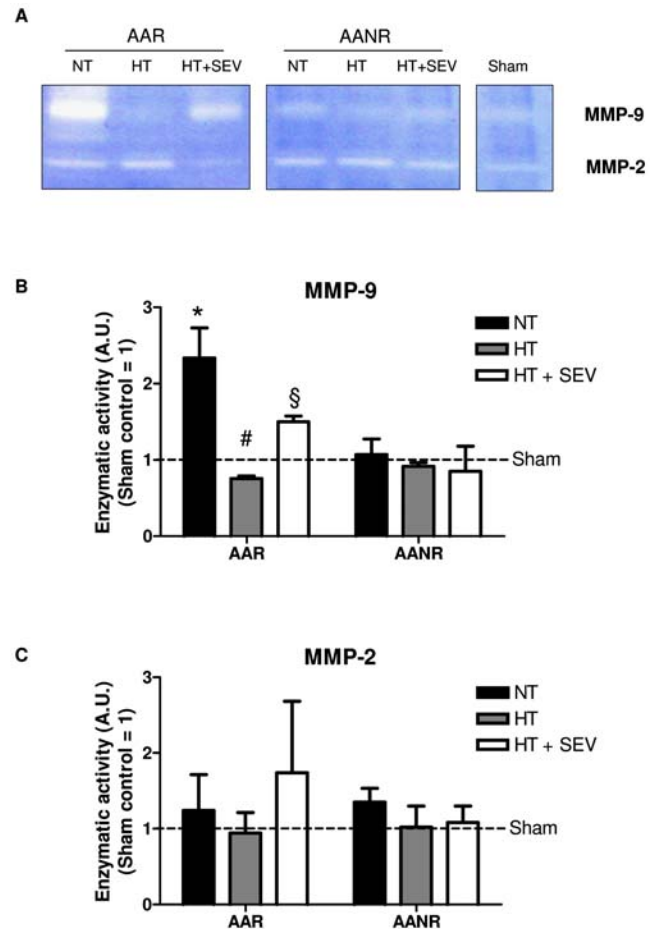 A
AAR AANR
NT HT HT+SEV NT HT HT+SEV Sham
MMP-9
MMP-2
B
MMP-9
Enzymatic activity (A.U.)
(Sham control = 1)
3
2
1
0
*
#
§
NT
HT
HT + SEV
Sham
AAR AANR
C
MMP-2
Enzymatic activity (A.U.)
(Sham control = 1)
3
2
1
0
NT
HT
HT + SEV
Sham
AAR AANR